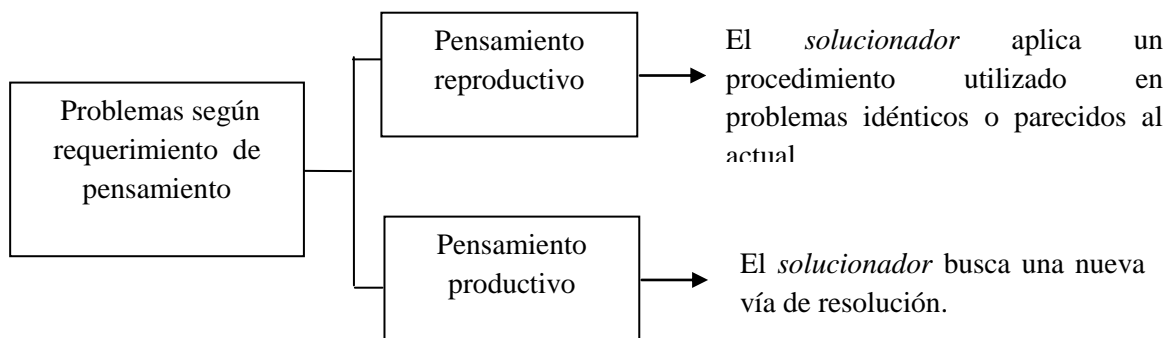 Problemas según
requerimiento de
pensamiento
Pensamiento
reproductivo
El solucionador aplica un
procedimiento utilizado en
problemas idénticos o parecidos al
actual
Pensamiento
productivo
El solucionador busca una nueva
vía de resolución.